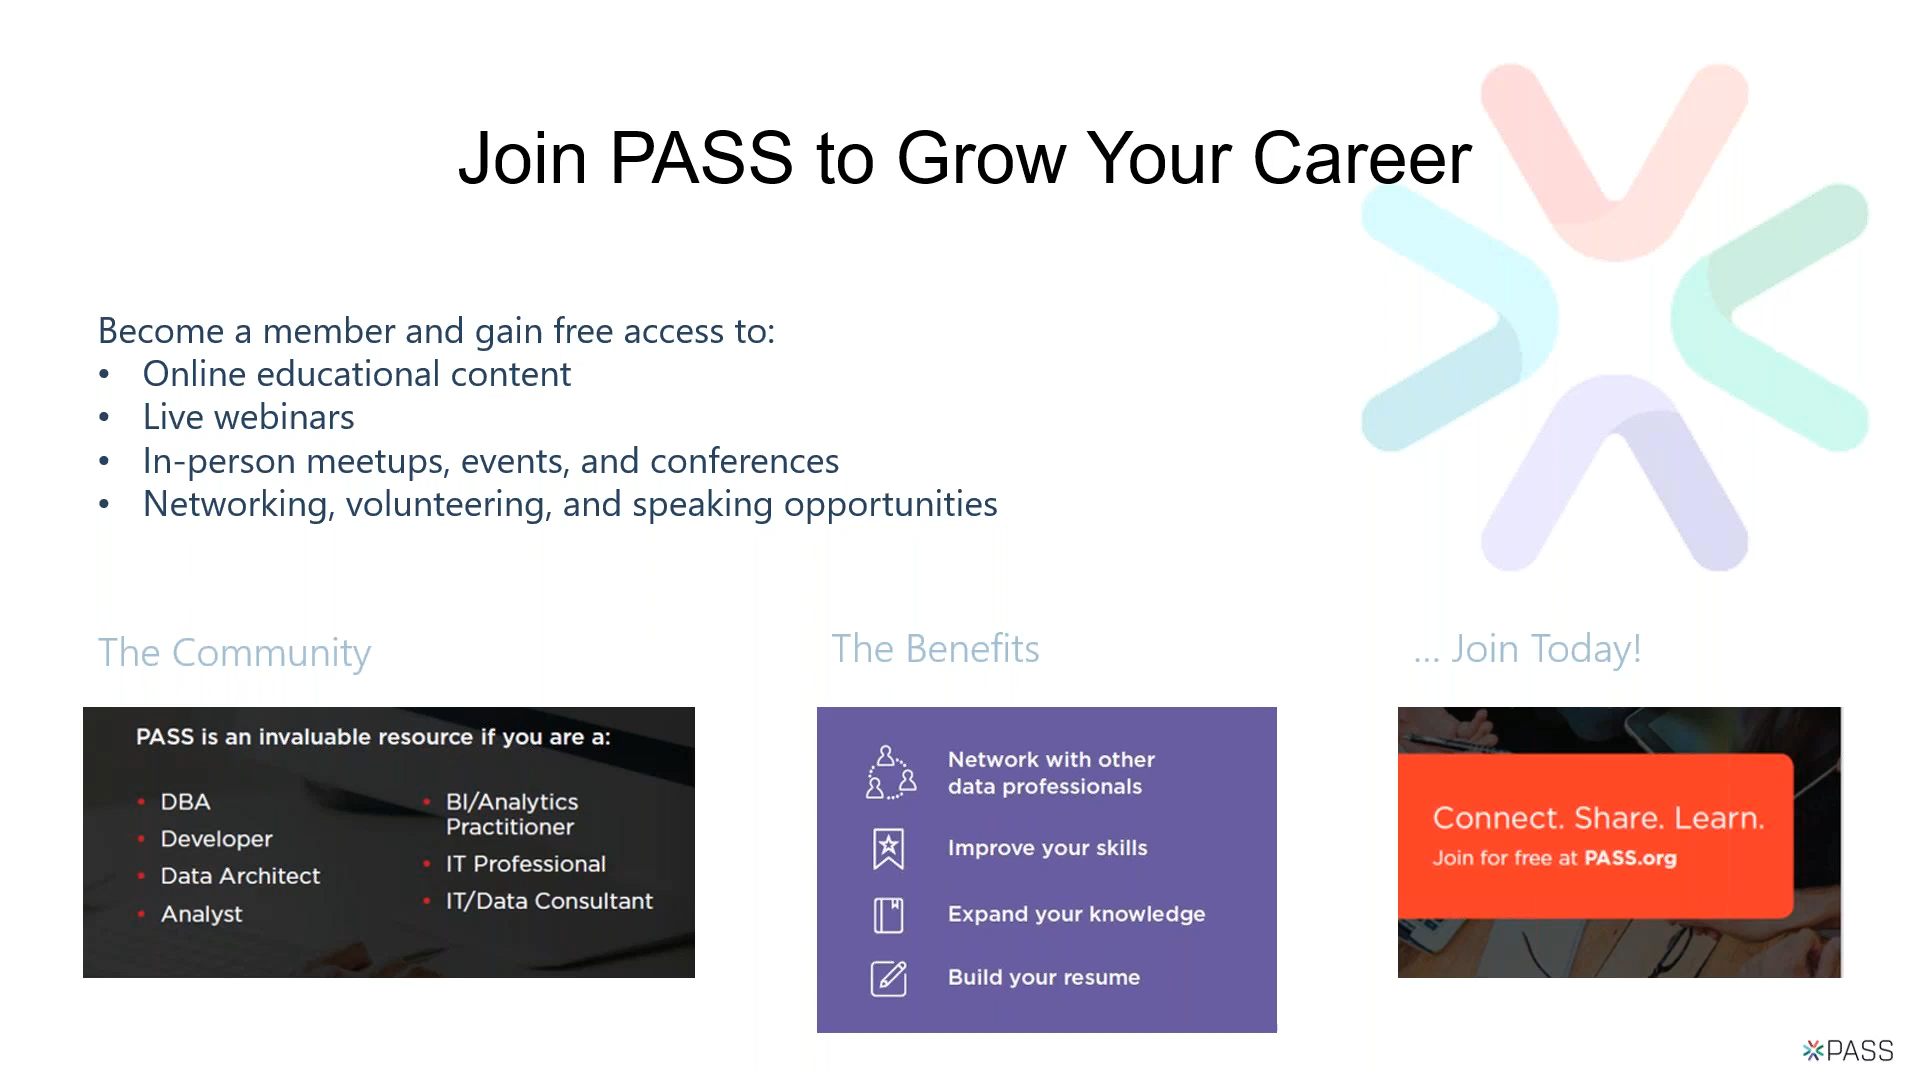 Join PASS to Grow Your Career
Become a member and gain free access to:
• Online educational content
• Live webinars
• In-person meetups, events, and conferences
• Networking, volunteering, and speaking opportunities
The Community
PASS is an invaluable resource if you are a:
• DBA
• Developer
• Data Architect
• Analyst
• BI/Analytics
Practitioner
• IT Professional
• IT/Data Consultant
The Benefits
Network with other
data professionals
Improve your skills
Expand your knowledge
Build your resume
... Join Today!
Connect. Share. Learn.
Join for free at PASS.org
PASS